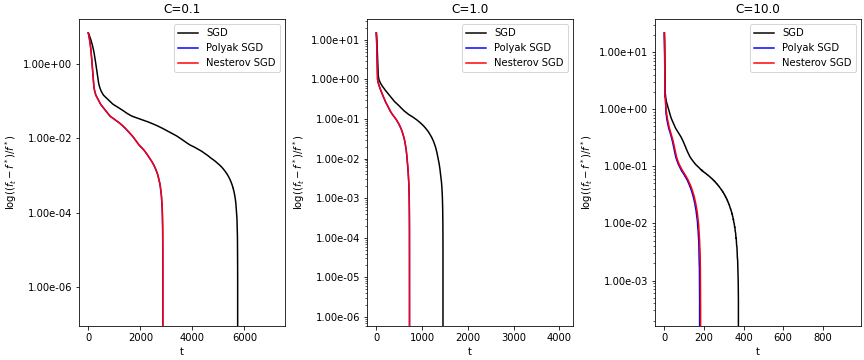 C=0.1
log((f_t − f*)/f*)
1.00e+00
1.00e-02
1.00e-04
1.00e-06
SGD
Polyak SGD
Nesterov SGD
0 2000 4000 6000
t
C=1.0
log((f_t − f*)/f*)
1.00e+01
1.00e+00
1.00e-01
1.00e-02
1.00e-03
1.00e-04
1.00e-05
1.00e-06
SGD
Polyak SGD
Nesterov SGD
0 1000 2000 3000 4000
t
C=10.0
log((f_t − f*)/f*)
1.00e+01
1.00e+00
1.00e-01
1.00e-02
1.00e-03
SGD
Polyak SGD
Nesterov SGD
0 200 400 600 800
t